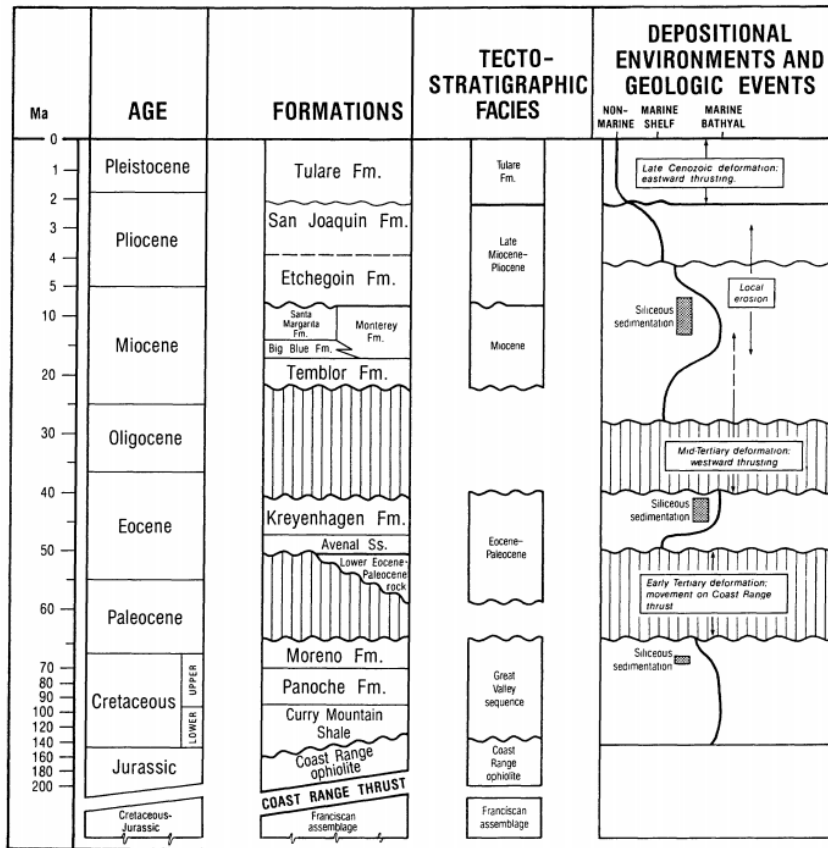 Ma
AGE
FORMATIONS
TECTO-
STRATIGRAPHIC
FACIES
DEPOSITIONAL
ENVIRONMENTS AND
GEOLOGIC EVENTS
NON-
MARINE
MARINE
SHELF
MARINE
BATHYAL
0
1
2
3
4
5
10
20
30
40
50
60
70
80
90
100
120
140
160
180
200
Pleistocene
Pliocene
Miocene
Oligocene
Eocene
Paleocene
Cretaceous
UPPER
LOWER
Jurassic
Cretaceous-
Jurassic
Tulare Fm.
San Joaquin Fm.
Etchegoin Fm.
Santa
Margarita
Fm.
Monterey
Fm.
Big Blue Fm.
Temblor Fm.
Kreyenhagen Fm.
Avenal Ss.
Lower Eocene-
Paleocene
rock
Moreno Fm.
Panoche Fm.
Curry Mountain
Shale
Coast Range
ophiolite
COAST RANGE THRUST
Franciscan
assemblage
Tulare
Fm.
Late
Miocene-
Pliocene
Miocene
Eocene-
Paleocene
Great
Valley
sequence
Coast
Range
ophiolite
Franciscan
assemblage
Late Cenozoic deformation;
eastward thrusting.
Local
erosion
Siliceous
sedimentation
Mid-Tertiary deformation;
westward thrusting
Siliceous
sedimentation
Early Tertiary deformation;
movement on Coast Range
thrust
Siliceous
sedimentation